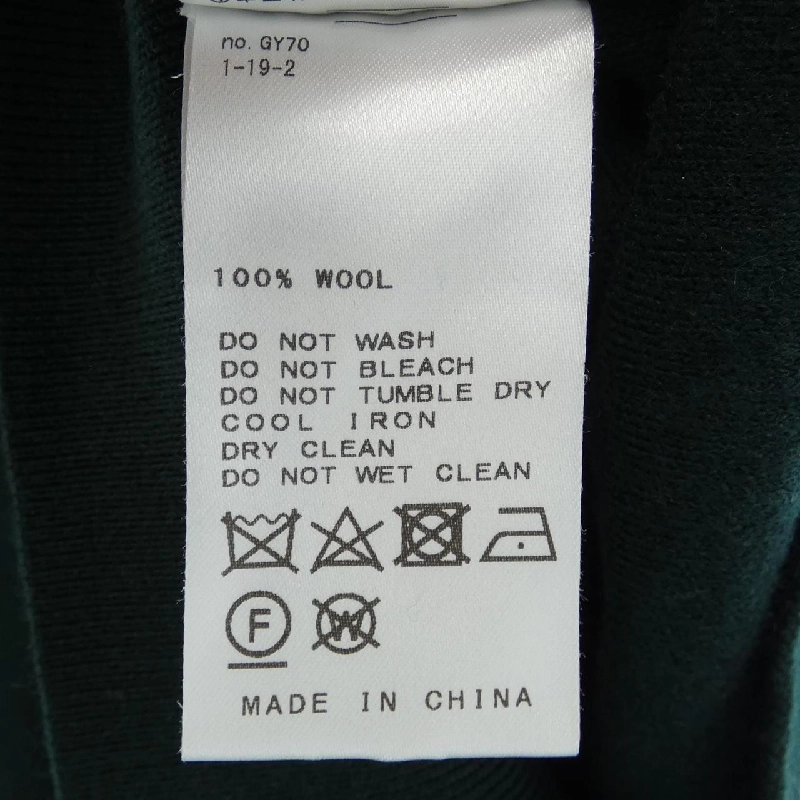 no. GY70
1-19-2
100% WOOL
DO NOT WASH
DO NOT BLEACH
DO NOT TUMBLE DRY
COOL IRON
DRY CLEAN
DO NOT WET CLEAN
F W
MADE IN CHINA